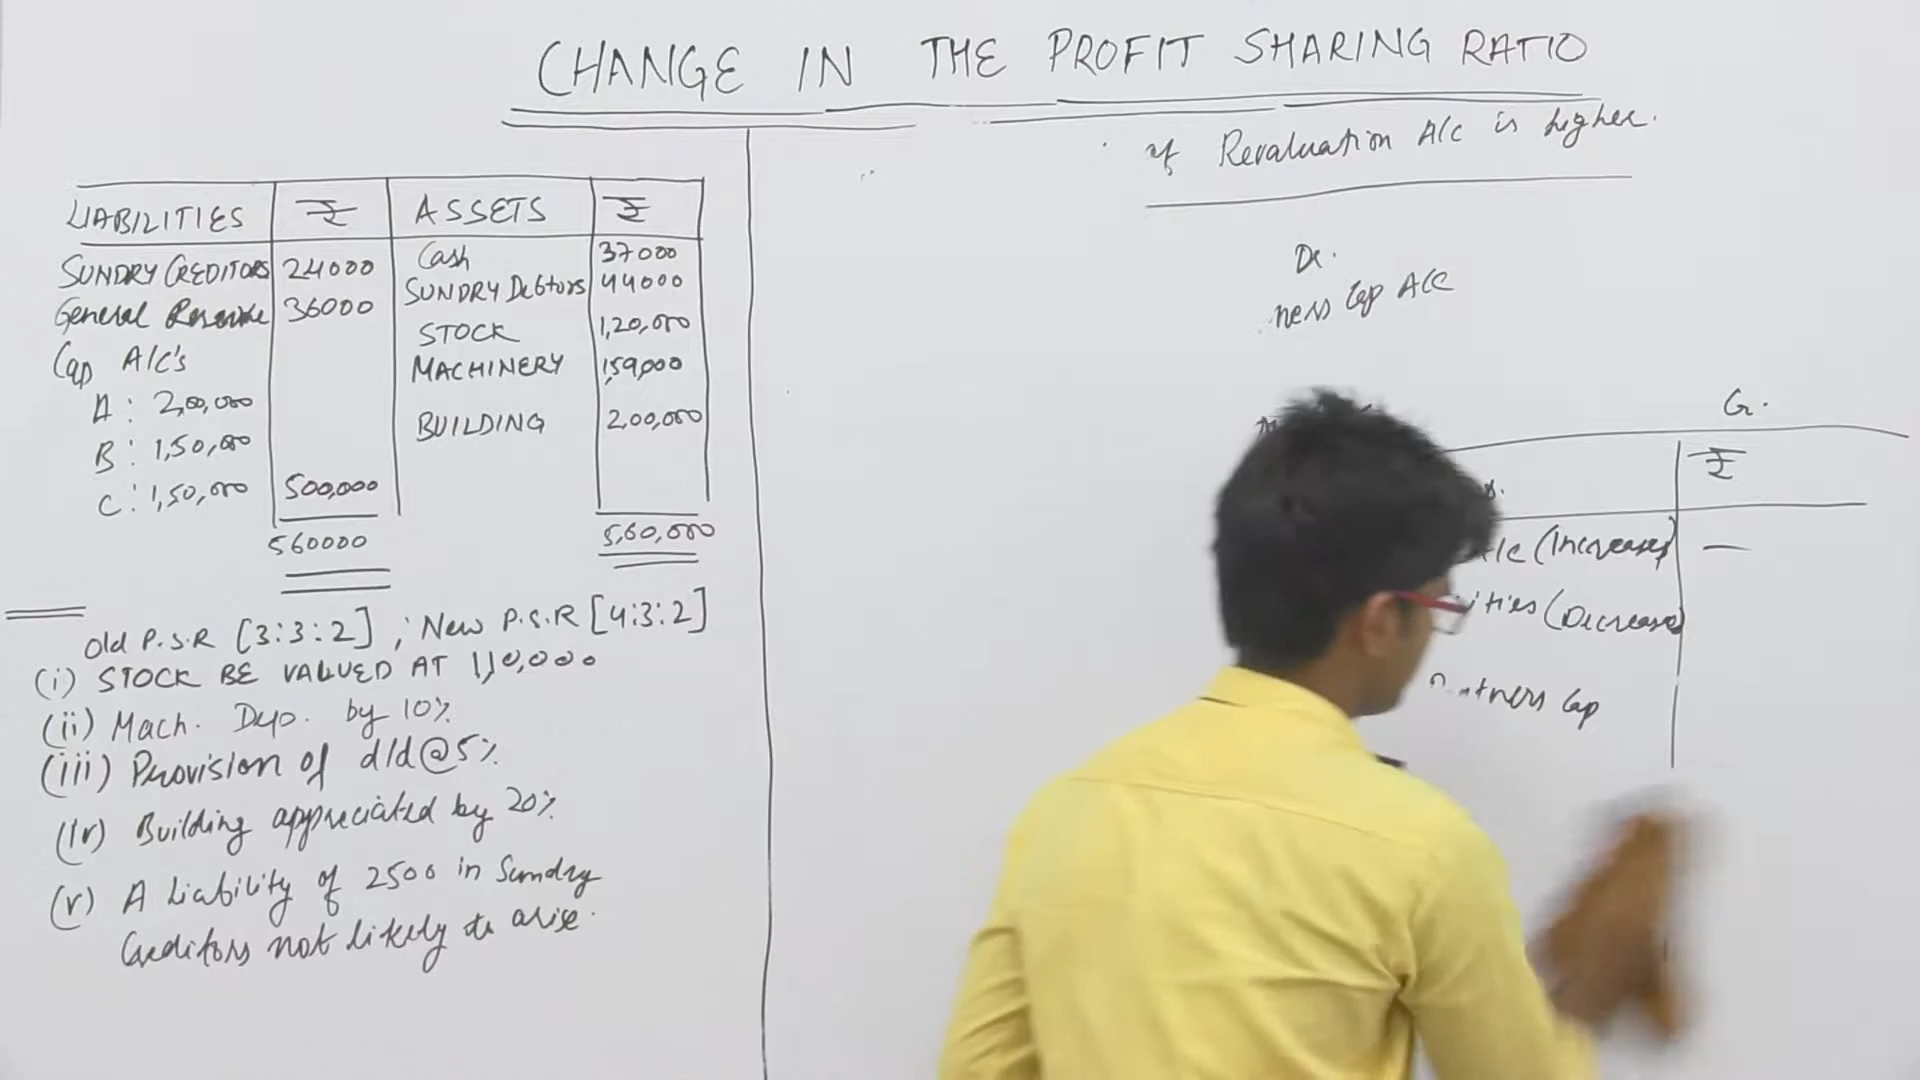 CHANGE IN THE PROFIT SHARING RATIO
LIABILITIES ₹ ASSETS ₹
SUNDRY CREDITORS 24000 Cash 37000
General Reserve 36000 SUNDRY Debtors 44000
Cap A/C's STOCK 1,20,000
A : 2,00,000 MACHINERY 1,59,000
B : 1,50,000 BUILDING 2,00,000
C : 1,50,000 500,000
560000 5,60,000
Old P.S.R [3:3:2] , New P.S.R [4:3:2]
(i) STOCK BE VALUED AT 1,10,000
(ii) Mach. Dep. by 10%
(iii) Provision of d/d @ 5%
(iv) Building appreciated by 20%
(v) A liability of 2500 in Sundry
Creditors not likely to arise.
of Revaluation A/c is higher.
Dr.
ners Cap A/C
Cr.
₹
A/c (Increase) —
ities (Decrease)
Partners Cap